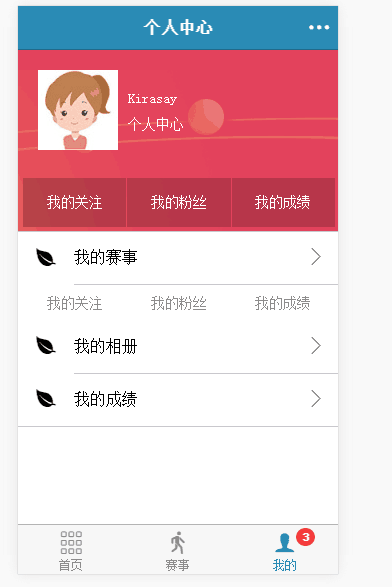 个人中心
Kirasay
个人中心
我的关注 我的粉丝 我的成绩
我的赛事
我的关注 我的粉丝 我的成绩
我的相册
我的成绩
3
首页 赛事 我的